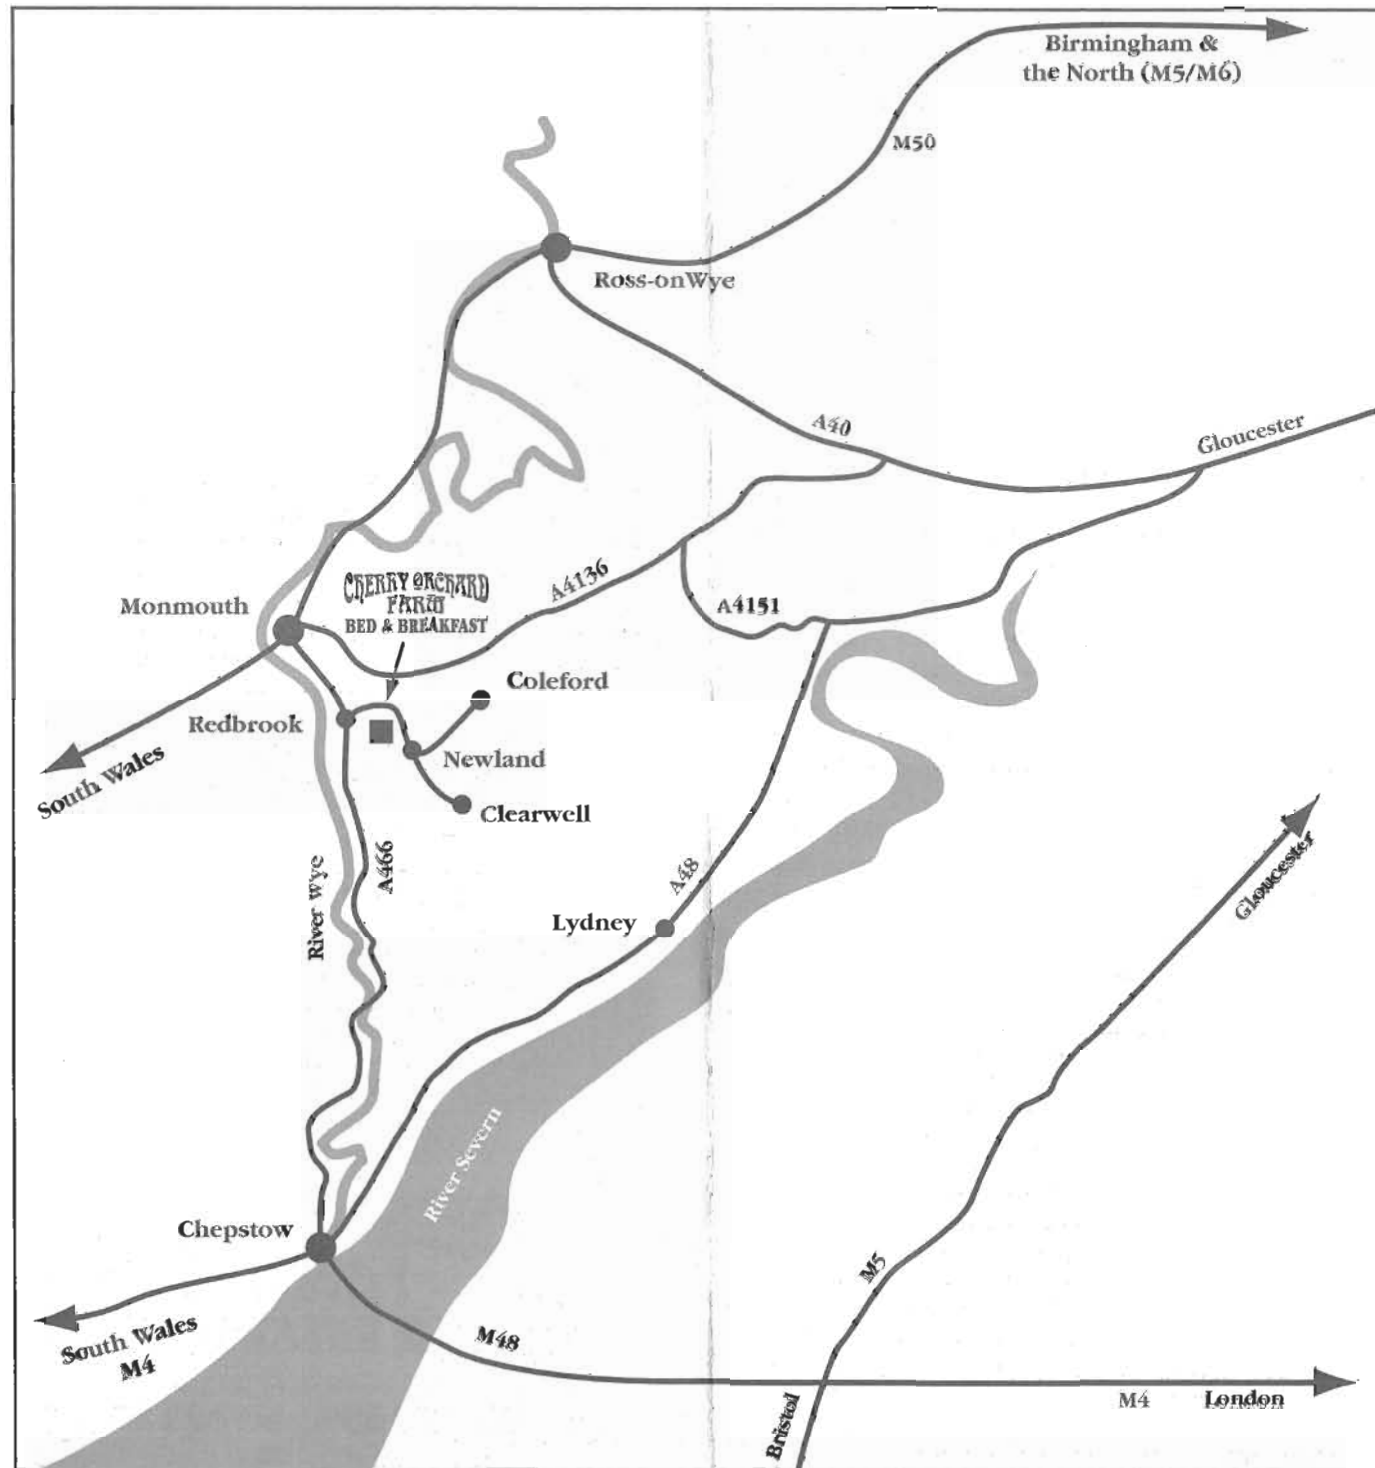 Birmingham &
the North (M5/M6)
M50
Ross-onWye
A40
Gloucester
A4136
CHERRY ORCHARD
FARM
BED & BREAKFAST
Monmouth
A4151
Coleford
Redbrook
Newland
South Wales
Clearwell
River Wye
A466
A48
Gloucester
Lydney
River Severn
Chepstow
M5
South Wales
M4
M48
M4 London
Bristol